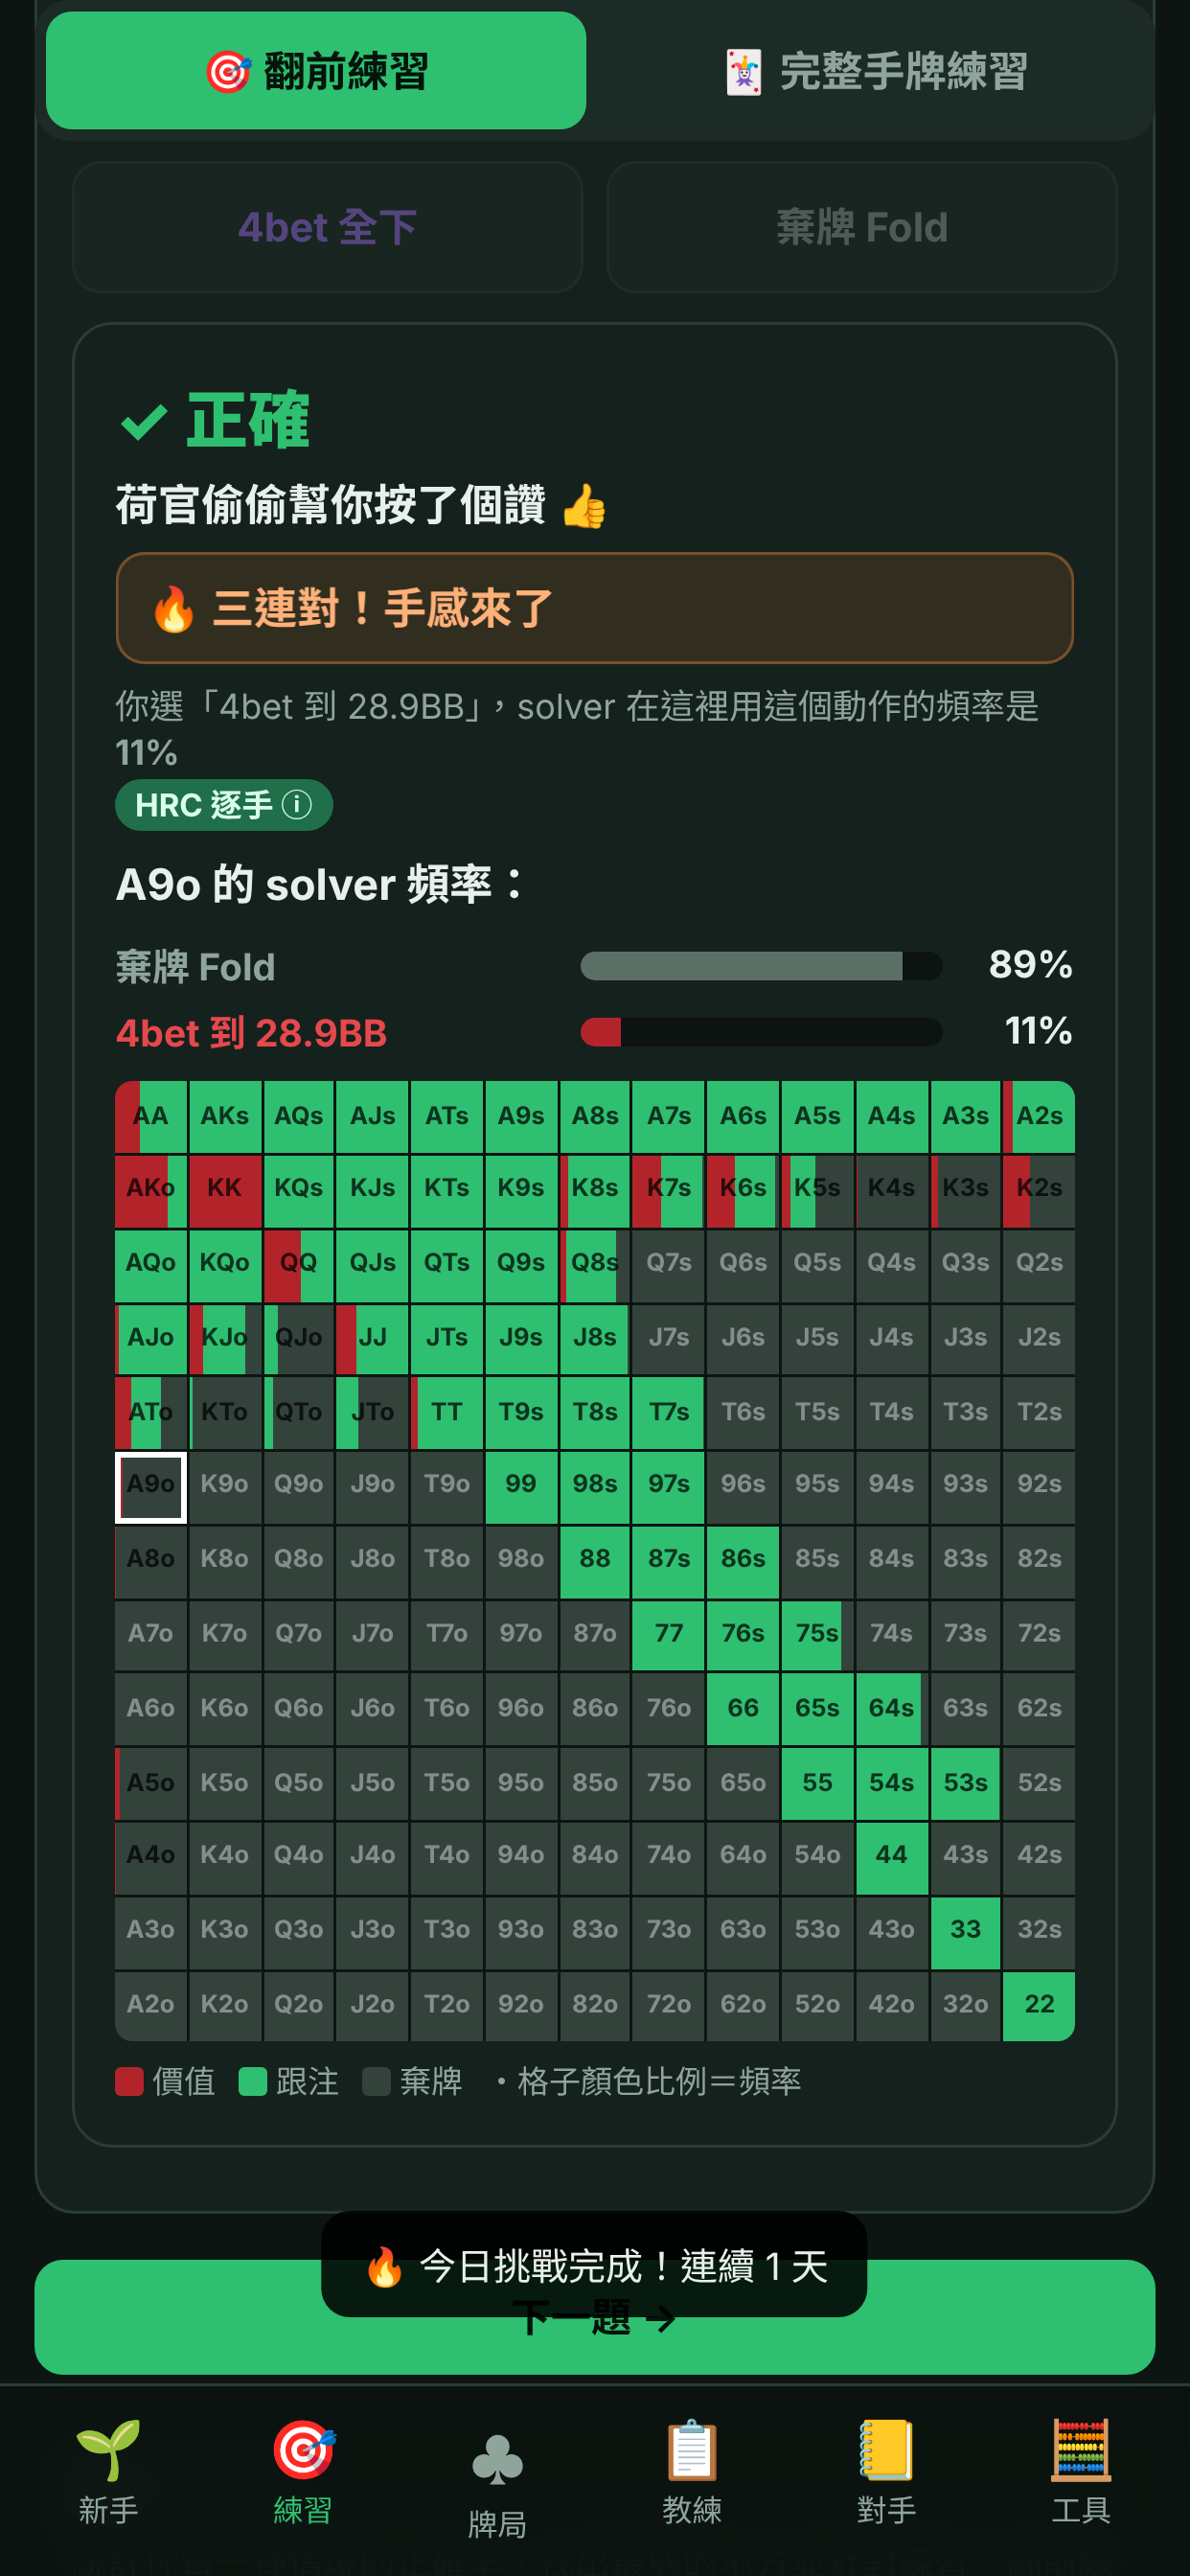 🎯 翻前練習
🃏 完整手牌練習
4bet 全下
棄牌 Fold
✓ 正確
荷官偷偷幫你按了個讚 👍
🔥 三連對！手感來了
你選「4bet 到 28.9BB」，solver 在這裡用這個動作的頻率是
11%
HRC 逐手 ⓘ
A9o 的 solver 頻率：
棄牌 Fold 89%
4bet 到 28.9BB 11%
AA AKs AQs AJs ATs A9s A8s A7s A6s A5s A4s A3s A2s
AKo KK KQs KJs KTs K9s K8s K7s K6s K5s K4s K3s K2s
AQo KQo QQ QJs QTs Q9s Q8s Q7s Q6s Q5s Q4s Q3s Q2s
AJo KJo QJo JJ JTs J9s J8s J7s J6s J5s J4s J3s J2s
ATo KTo QTo JTo TT T9s T8s T7s T6s T5s T4s T3s T2s
A9o K9o Q9o J9o T9o 99 98s 97s 96s 95s 94s 93s 92s
A8o K8o Q8o J8o T8o 98o 88 87s 86s 85s 84s 83s 82s
A7o K7o Q7o J7o T7o 97o 87o 77 76s 75s 74s 73s 72s
A6o K6o Q6o J6o T6o 96o 86o 76o 66 65s 64s 63s 62s
A5o K5o Q5o J5o T5o 95o 85o 75o 65o 55 54s 53s 52s
A4o K4o Q4o J4o T4o 94o 84o 74o 64o 54o 44 43s 42s
A3o K3o Q3o J3o T3o 93o 83o 73o 63o 53o 43o 33 32s
A2o K2o Q2o J2o T2o 92o 82o 72o 62o 52o 42o 32o 22
價值 跟注 棄牌 ・格子顏色比例＝頻率
🔥 今日挑戰完成！連續 1 天
下一題 →
新手
練習
牌局
教練
對手
工具